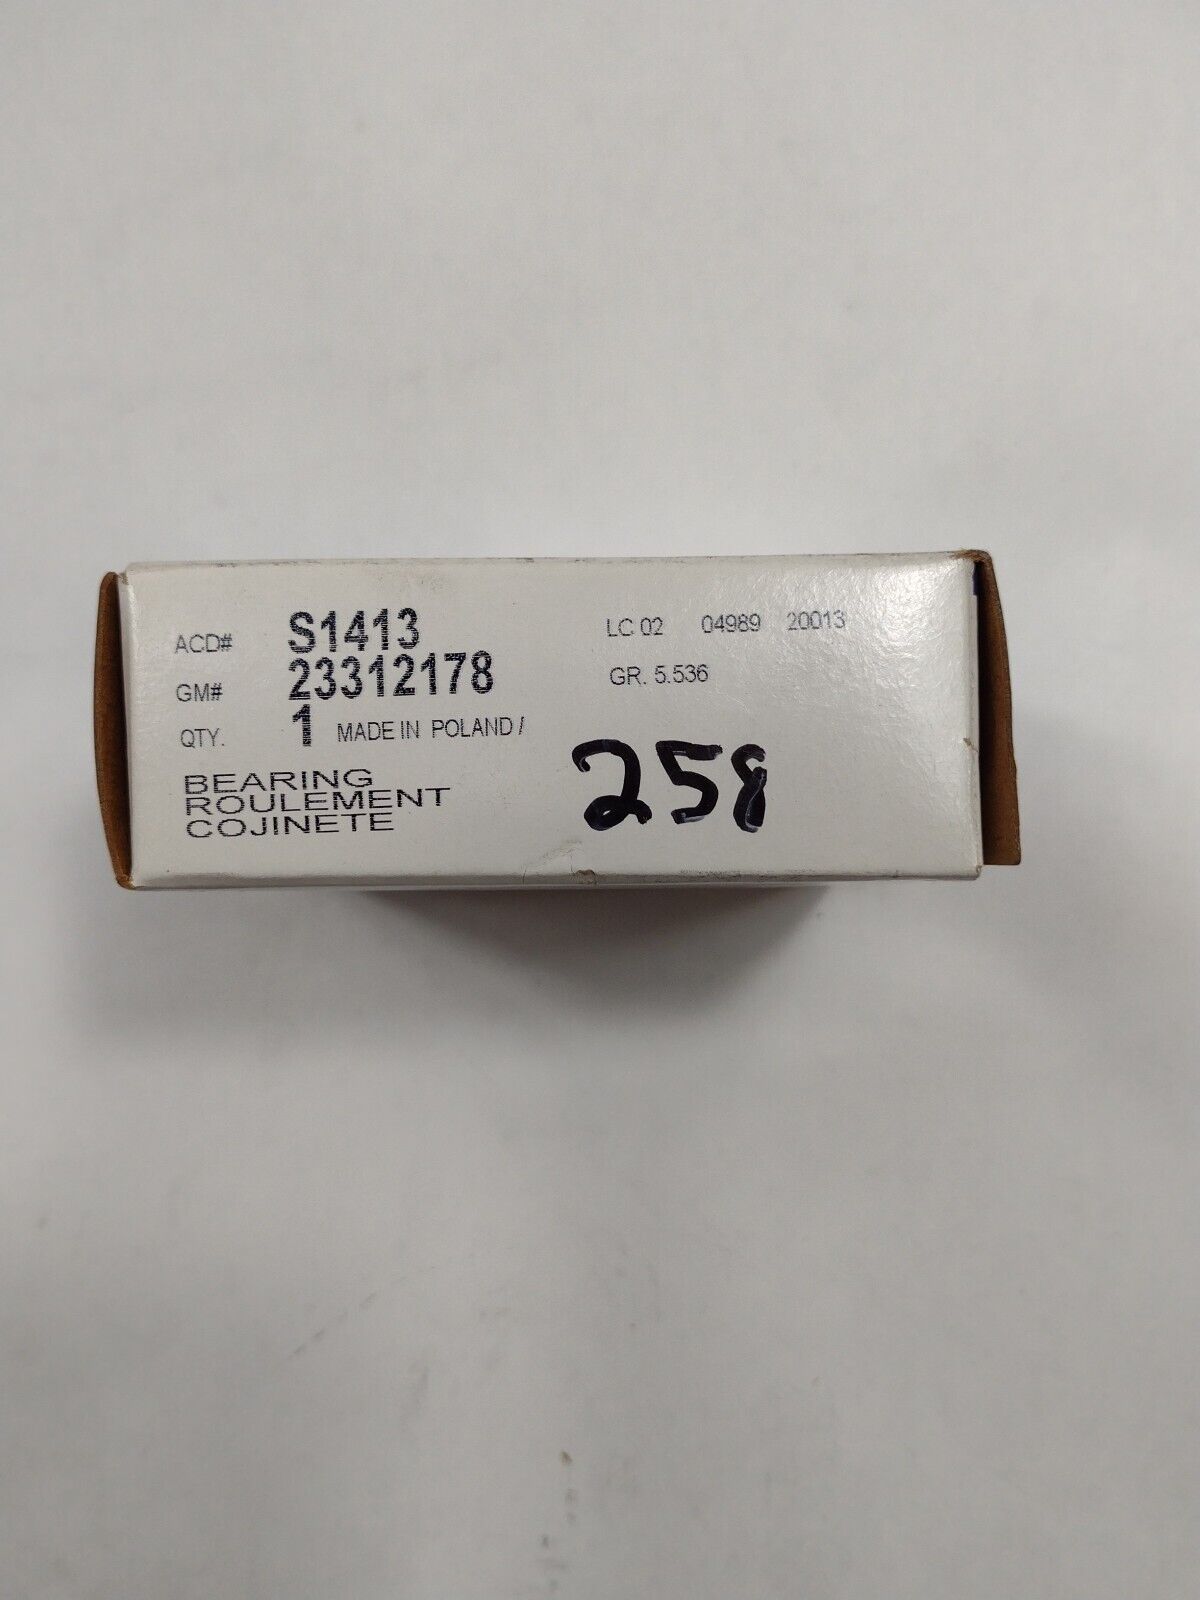 ACD# S1413
GM# 23312178
QTY. 1 MADE IN POLAND /
BEARING
ROULEMENT
COJINETE
LC 02 04989 20013
GR. 5.536
258